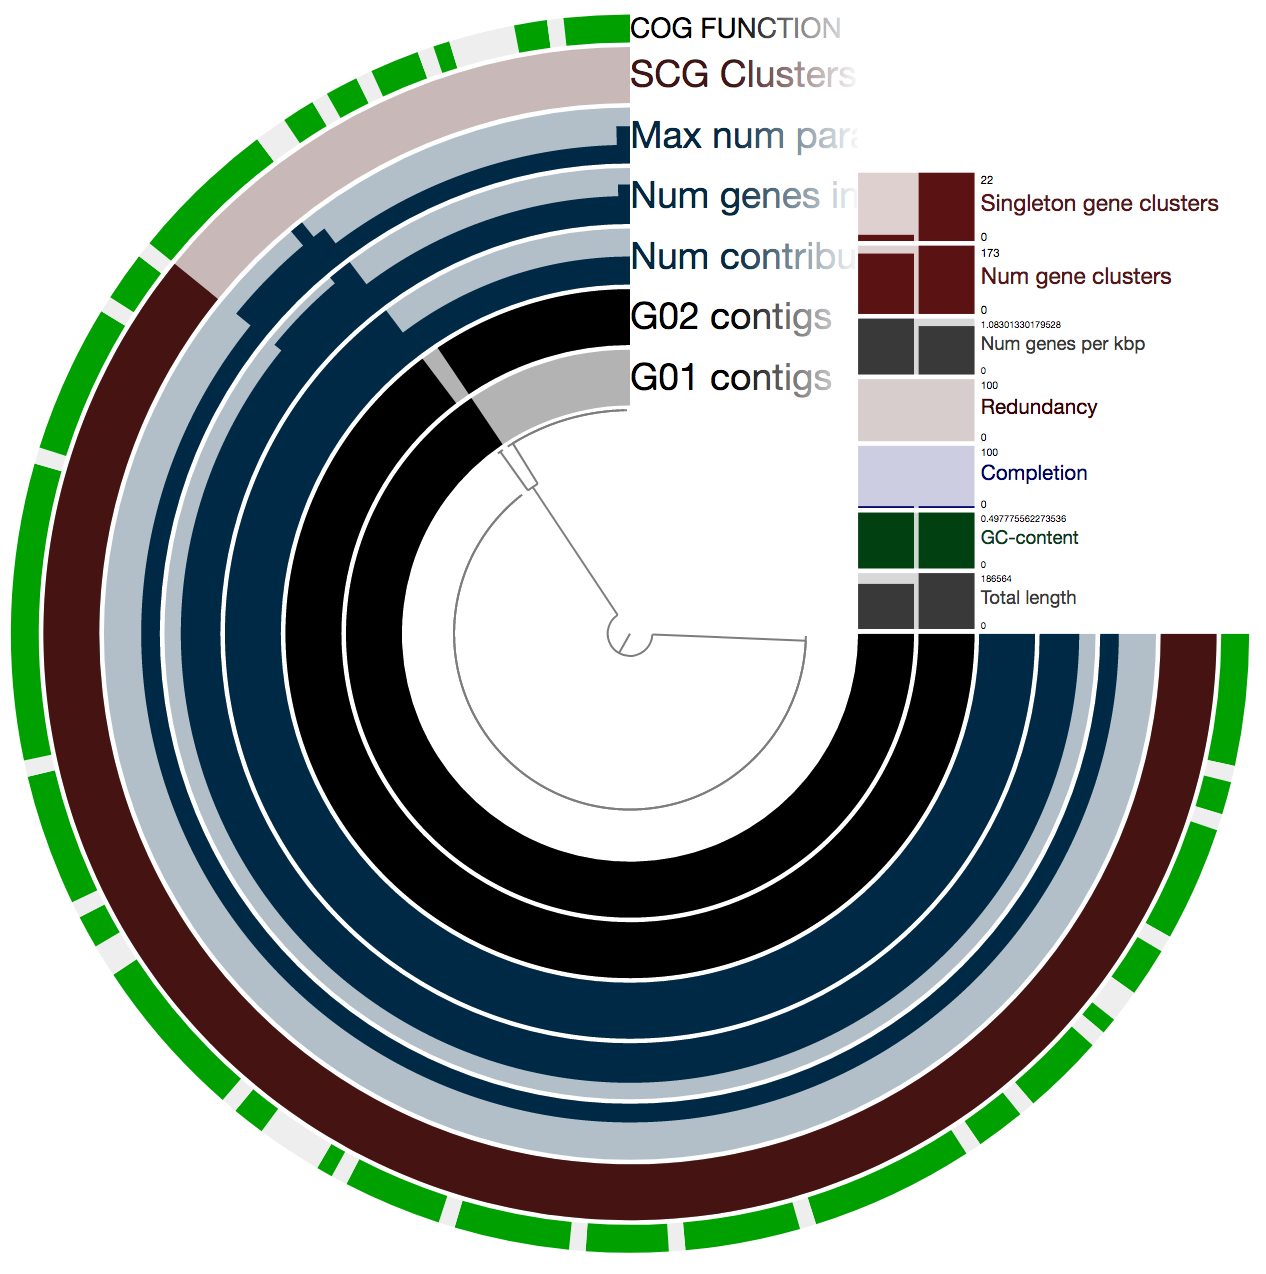 COG FUNCTION
SCG Clusters
Max num para
Num genes in
Num contribu
G02 contigs
G01 contigs
22
Singleton gene clusters
0
173
Num gene clusters
0
1.08301330179528
Num genes per kbp
0
100
Redundancy
0
100
Completion
0
0.497775562273536
GC-content
0
186564
Total length
0